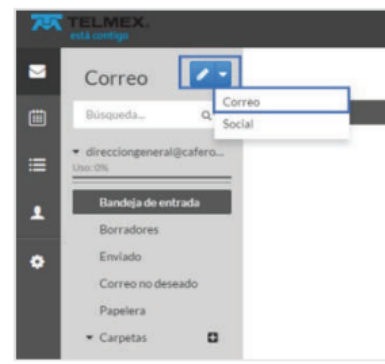 TELMEX.
está contigo
Correo
Correo
Social
Búsqueda...
direcciongeneral@cafero...
Uso: 0%
Bandeja de entrada
Borradores
Enviado
Correo no deseado
Papelera
Carpetas